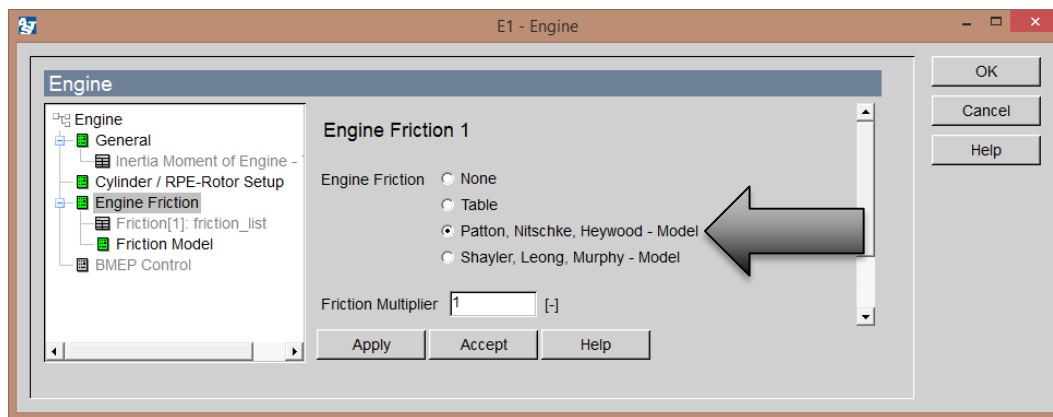 E1 - Engine
Engine
Engine
General
Inertia Moment of Engine -
Cylinder / RPE-Rotor Setup
Engine Friction
Friction[1]: friction_list
Friction Model
BMEP Control
Engine Friction 1
Engine Friction
None
Table
Patton, Nitschke, Heywood - Model
Shayler, Leong, Murphy - Model
Friction Multiplier 1 [-]
Apply Accept Help
OK
Cancel
Help